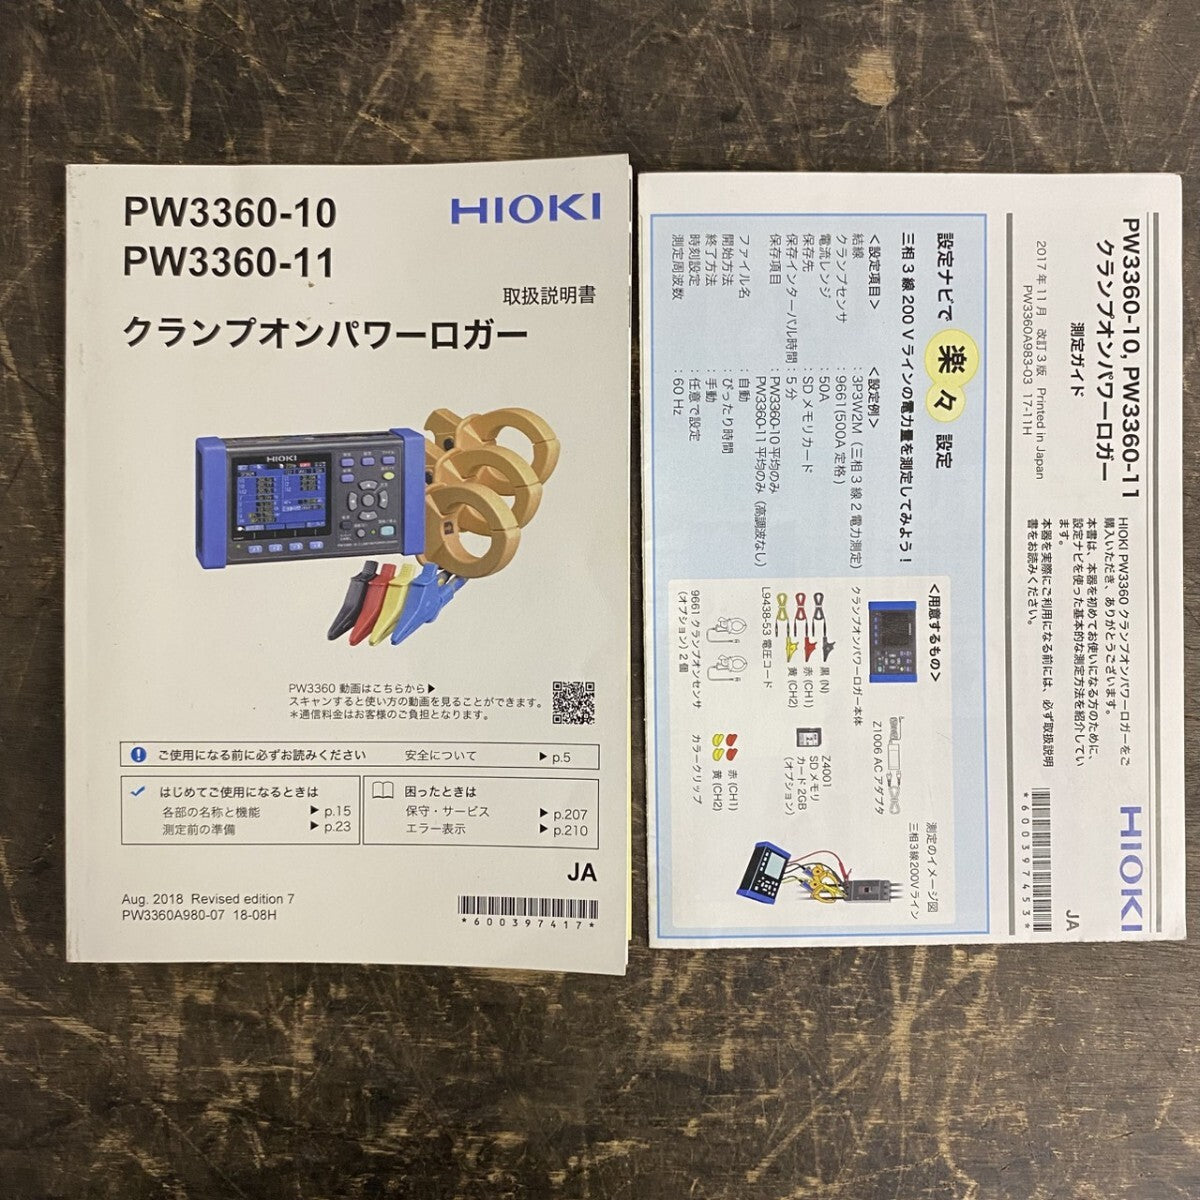 PW3360-10
PW3360-11
HIOKI
取扱説明書
クランプオンパワーロガー
HIOKI
PW3360 動画はこちらから▶
スキャンすると使い方の動画を見ることができます。
＊通信料金はお客様のご負担となります。
ご使用になる前に必ずお読みください 安全について ▶ p.5
はじめてご使用になるときは
各部の名称と機能 ▶ p.15
測定前の準備 ▶ p.23
困ったときは
保守・サービス ▶ p.207
エラー表示 ▶ p.210
JA
Aug. 2018 Revised edition 7
PW3360A980-07 18-08H
*600397417*
PW3360-10, PW3360-11
クランプオンパワーロガー
測定ガイド
HIOKI
2017 年 11 月 改訂 3 版 Printed in Japan
PW3360A983-03 17-11H
JA
*600397453*
HIOKI PW3360 クランプオンパワーロガーをご
購入いただき、ありがとうございます。
本書は、本器を初めてお使いになる方のために、
設定ナビを使った基本的な測定方法を紹介してい
ます。
本器を実際にご利用になる前には、必ず取扱説明
書をお読みください。
設定ナビで 楽々 設定
三相 3 線 200 V ラインの電力量を測定してみよう！
＜設定項目＞ ＜設定例＞
結線 : 3P3W2M（三相 3 線 2 電力測定）
クランプセンサ : 9661(500A 定格)
電流レンジ : 50A
保存先 : SD メモリカード
保存インターバル時間 : 5 分
保存項目 : PW3360-10 平均のみ
PW3360-11 平均のみ（高調波なし）
ファイル名 : 自動
開始方法 : ぴったり時間
終了方法 : 手動
時刻設定 : 任意で設定
測定周波数 : 60 Hz
＜用意するもの＞
クランプオンパワーロガー本体
Z1006 AC アダプタ
黒 (N)
赤 (CH1)
黄 (CH2)
L9438-53 電圧コード
Z4001
SD メモリ
カード 2GB
(オプション)
9661 クランプオンセンサ
(オプション) 2 個
赤 (CH1)
黄 (CH2)
カラークリップ
測定のイメージ図
三相3線200Vライン